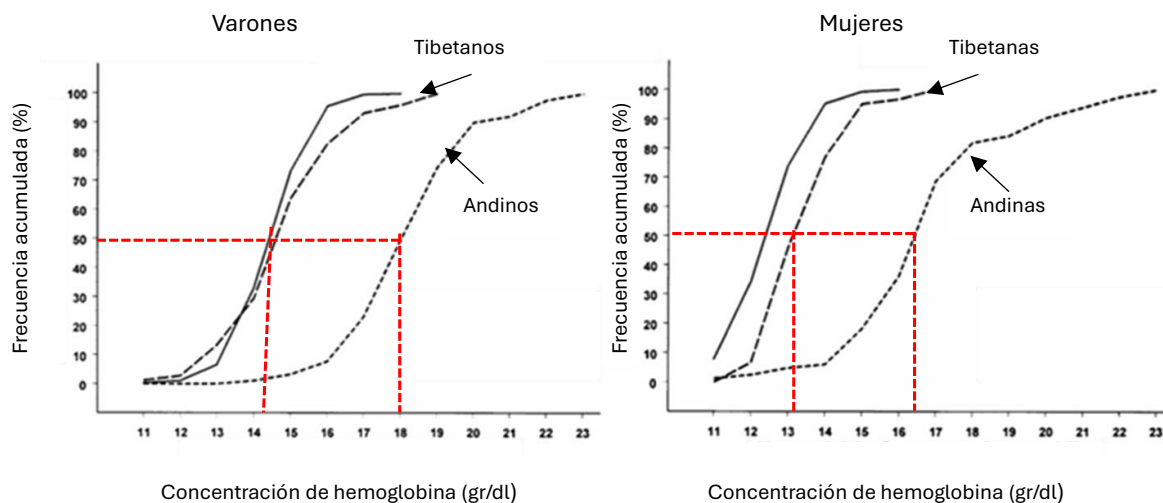 Varones
Tibetanos
Frecuencia acumulada (%)
100
90
80
70
60
50
40
30
20
10
0
Andinos
11 12 13 14 15 16 17 18 19 20 21 22 23
Concentración de hemoglobina (gr/dl)
Mujeres
Tibetanas
Frecuencia acumulada (%)
100
90
80
70
60
50
40
30
20
10
0
Andinas
11 12 13 14 15 16 17 18 19 20 21 22 23
Concentración de hemoglobina (gr/dl)